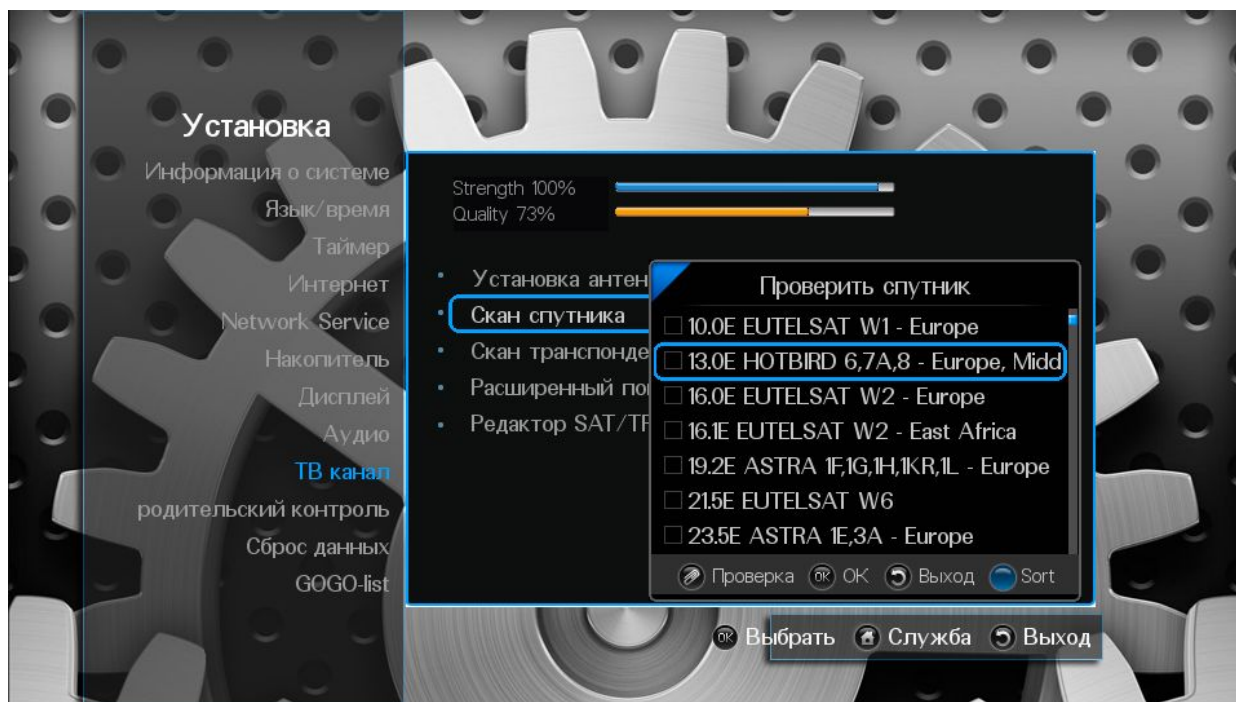 Установка
Информация о системе
Язык/время
Таймер
Интернет
Network Service
Накопитель
Дисплей
Аудио
ТВ канал
родительский контроль
Сброс данных
GOGO-list
Strength 100%
Quality 73%
Установка антен
Скан спутника
Скан транспонде
Расширенный по
Редактор SAT/TF
Проверить спутник
10.0E EUTELSAT W1 - Europe
13.0E HOTBIRD 6,7A,8 - Europe, Midd
16.0E EUTELSAT W2 - Europe
16.1E EUTELSAT W2 - East Africa
19.2E ASTRA 1F,1G,1H,1KR,1L - Europe
21.5E EUTELSAT W6
23.5E ASTRA 1E,3A - Europe
Проверка OK OK Выход Sort
OK Выбрать Служба Выход